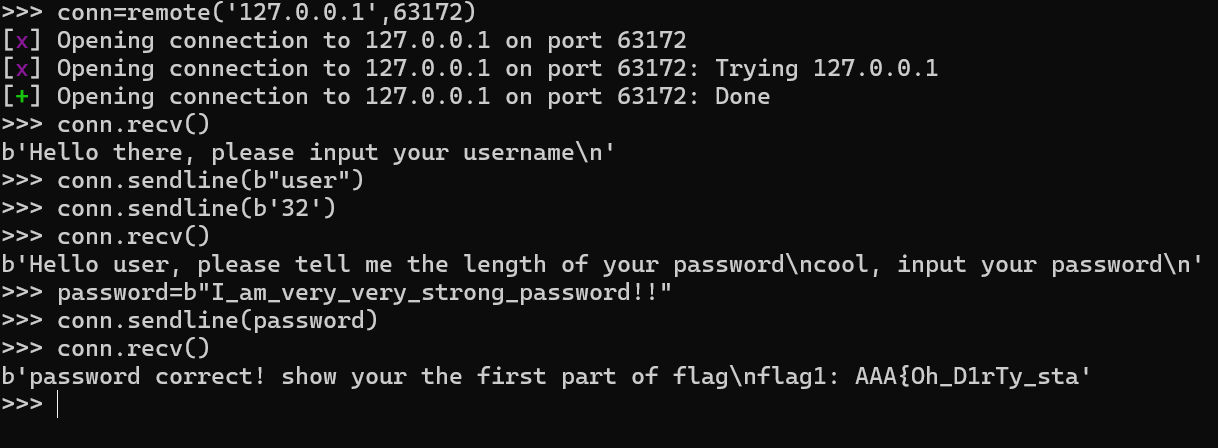 >>> conn=remote('127.0.0.1',63172)
[x] Opening connection to 127.0.0.1 on port 63172
[x] Opening connection to 127.0.0.1 on port 63172: Trying 127.0.0.1
[+] Opening connection to 127.0.0.1 on port 63172: Done
>>> conn.recv()
b'Hello there, please input your username\n'
>>> conn.sendline(b"user")
>>> conn.sendline(b'32')
>>> conn.recv()
b'Hello user, please tell me the length of your password\ncool, input your password\n'
>>> password=b"I_am_very_very_strong_password!!"
>>> conn.sendline(password)
>>> conn.recv()
b'password correct! show your the first part of flag\nflag1: AAA{Oh_D1rTy_sta'
>>>